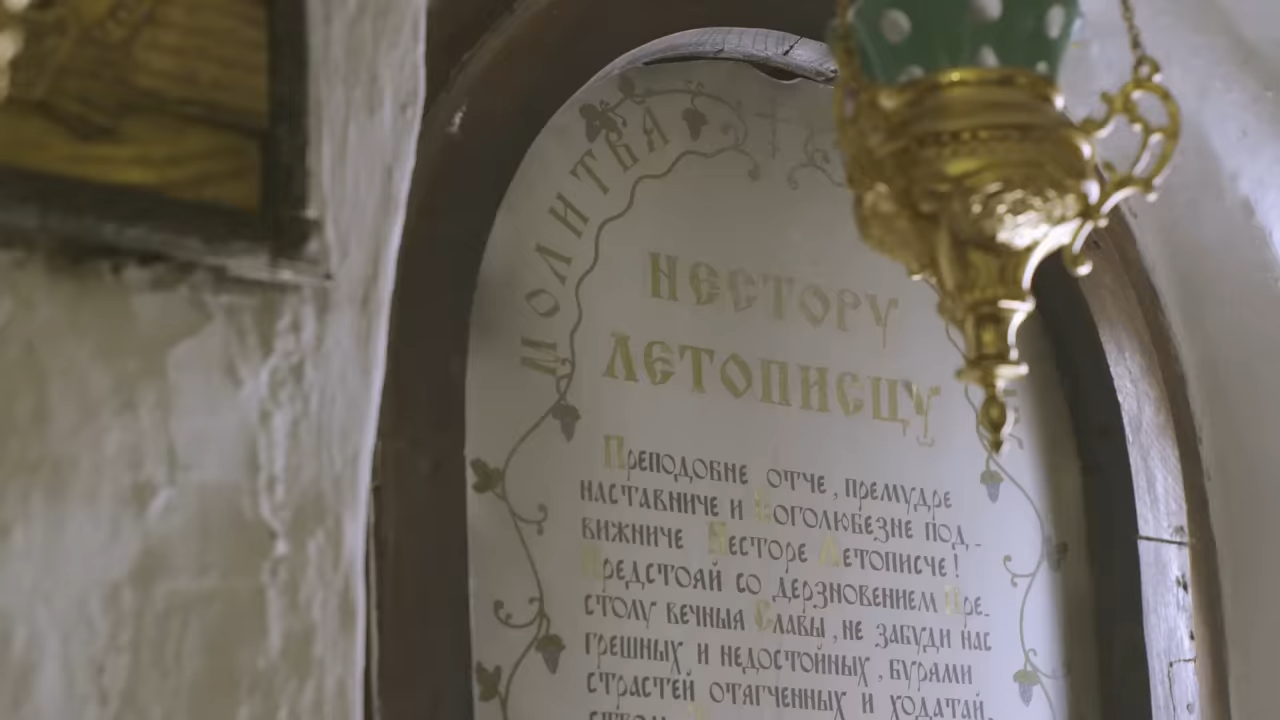 МОЛИТВА
НЕСТОРУ
ЛЕТОПИСЦУ
Преподобне отче, премудре
наставниче и Боголюбезне под-
вижниче Несторе Летописче!
Предстояй со дерзновением Пре-
столу вечныя Славы, не забуди нас
грешных и недостойных, бурями
страстей отягченных и ходатай,